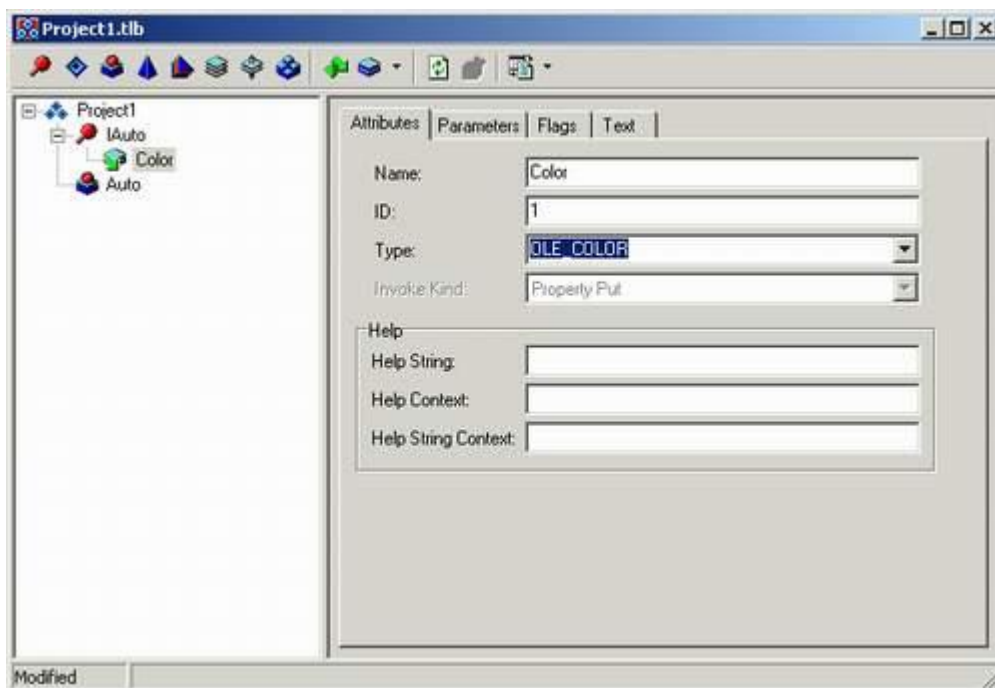 Project1.tlb
Project1
IAuto
Color
Auto
Attributes
Parameters
Flags
Text
Name:
Color
ID:
1
Type:
OLE_COLOR
Invoke Kind:
Property Put
Help
Help String:
Help Context:
Help String Context:
Modified